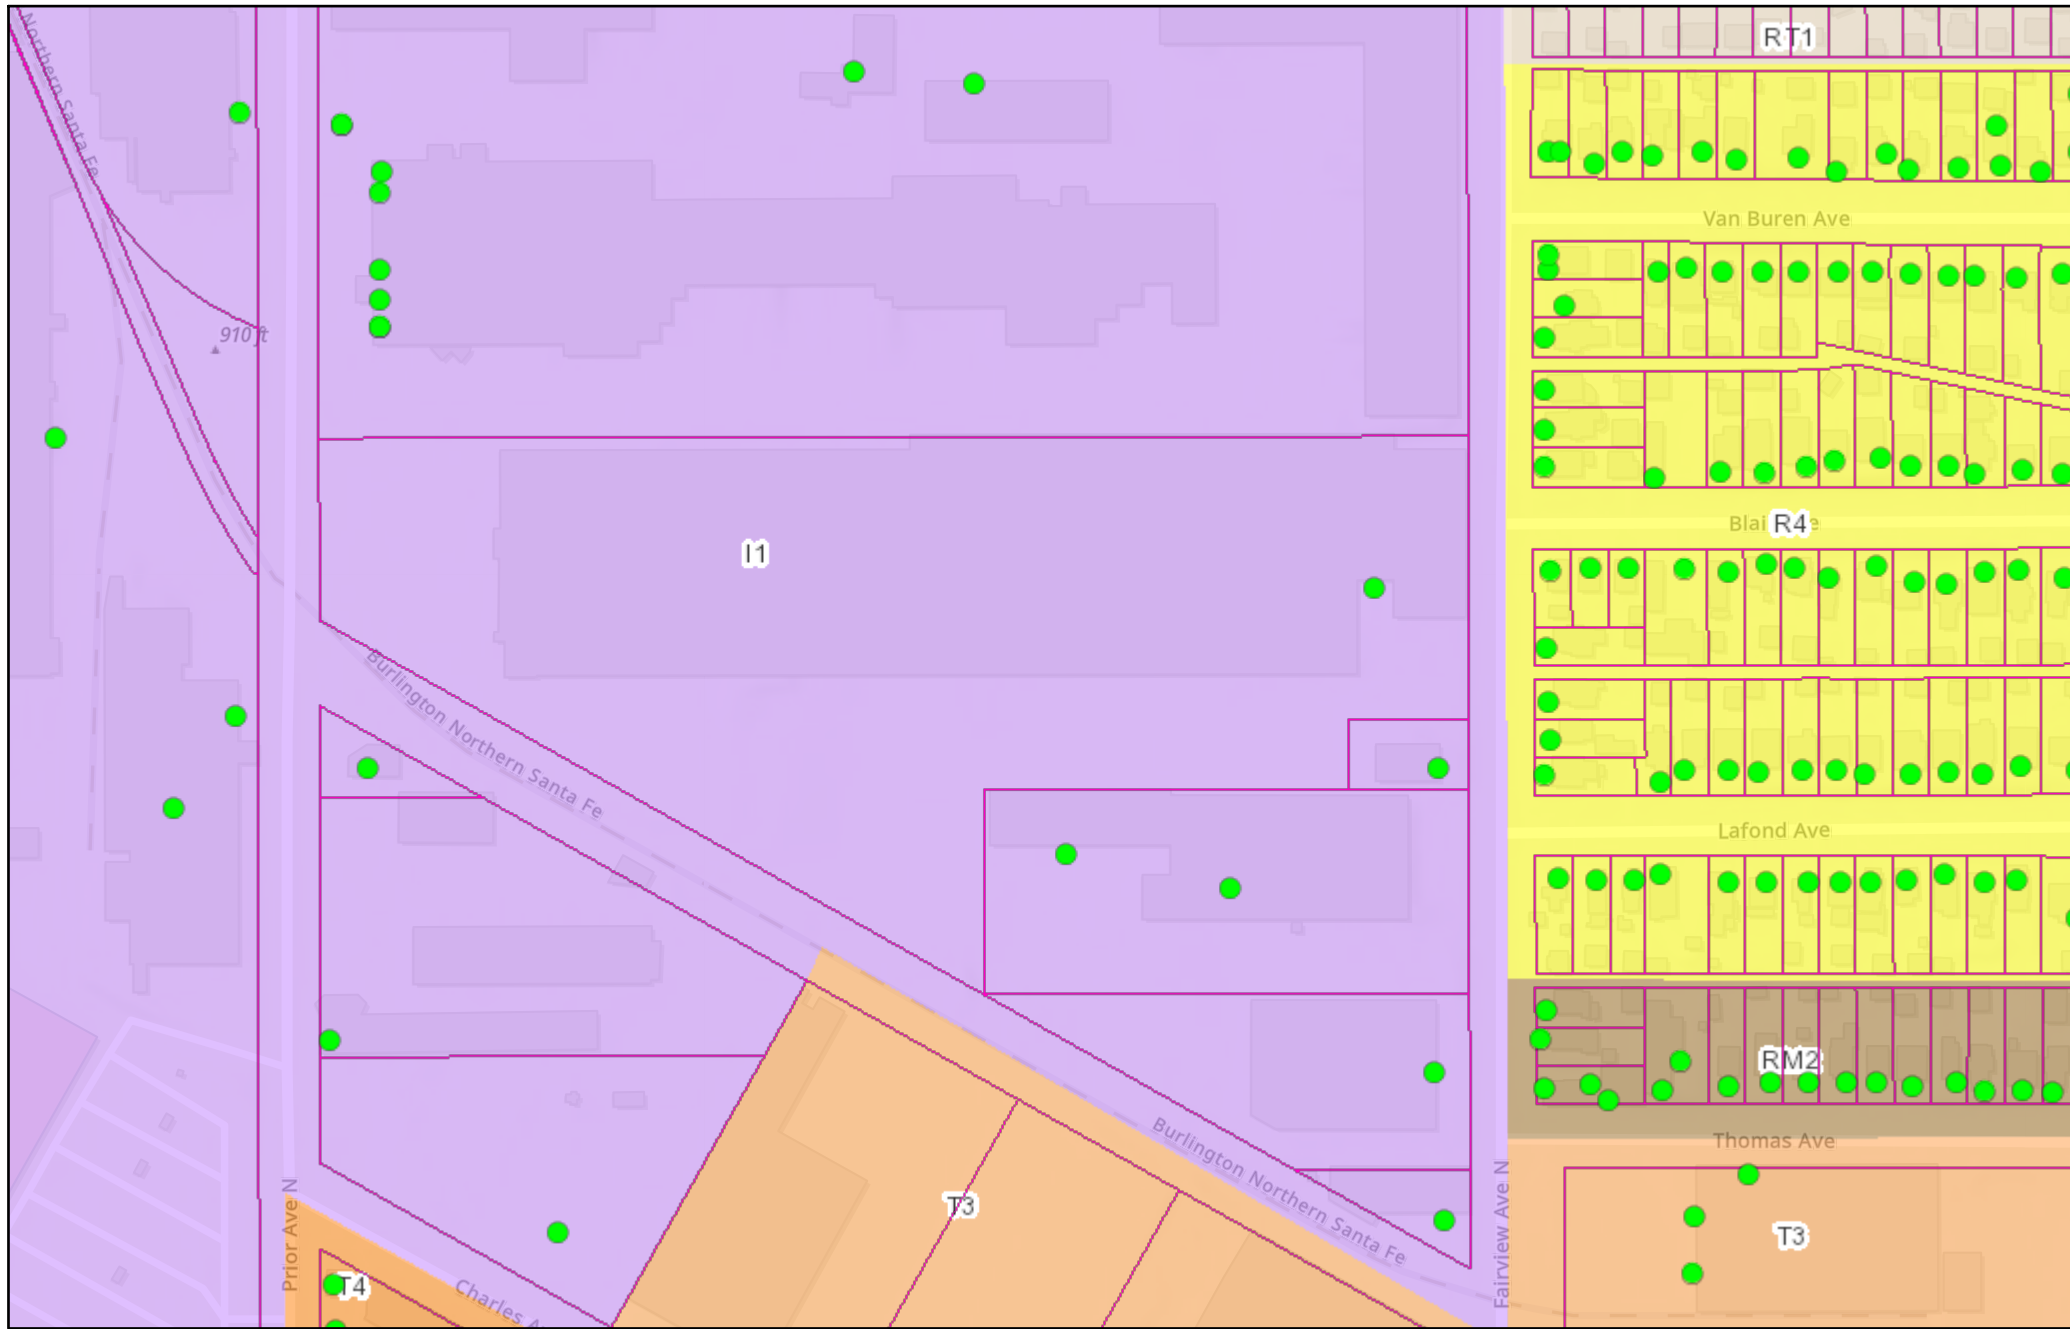 RT1
Northern Santa Fe
Van Buren Ave
910 ft
R4
I1
Burlington Northern Santa Fe
Lafond Ave
RM2
Thomas Ave
Burlington Northern Santa Fe
T3
T3
Prior Ave N
Fairview Ave N
T4
Charles A